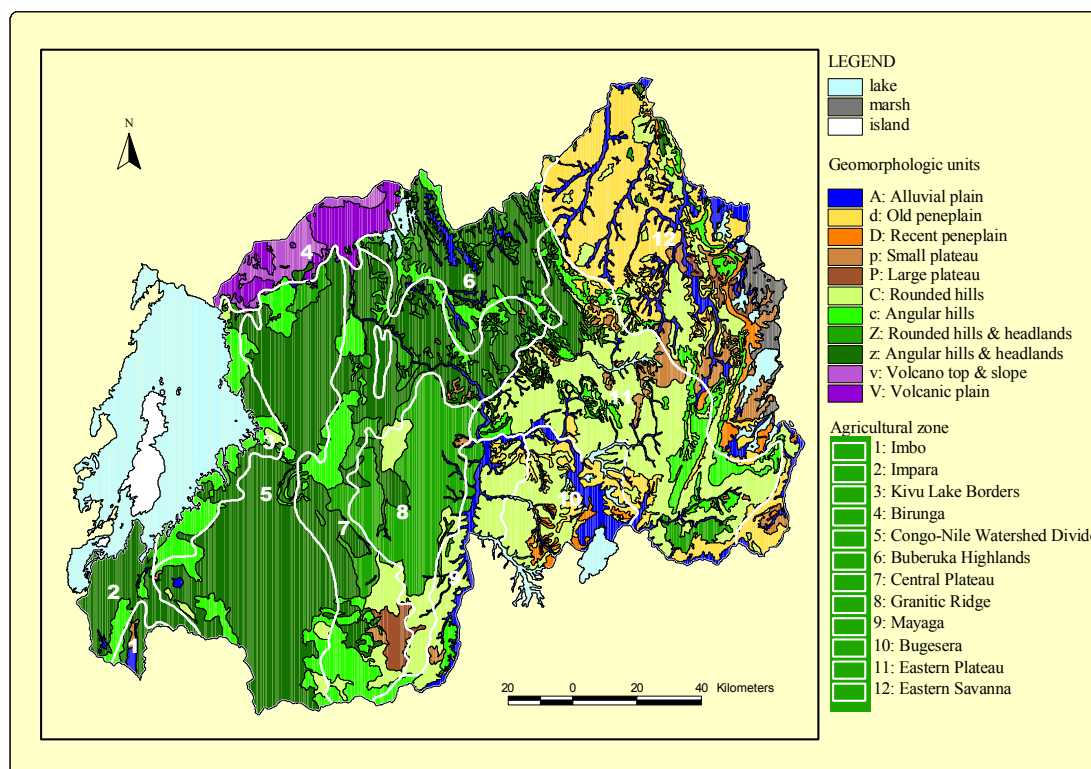 LEGEND
lake
marsh
island
N
Geomorphologic units
A: Alluvial plain
d: Old peneplain
D: Recent peneplain
p: Small plateau
P: Large plateau
C: Rounded hills
c: Angular hills
Z: Rounded hills & headlands
z: Angular hills & headlands
v: Volcano top & slope
V: Volcanic plain
Agricultural zone
1: Imbo
2: Impara
3: Kivu Lake Borders
4: Birunga
5: Congo-Nile Watershed Divide
6: Buberuka Highlands
7: Central Plateau
8: Granitic Ridge
9: Mayaga
10: Bugesera
11: Eastern Plateau
12: Eastern Savanna
12
4
6
11
3
5
10
7
8
9
2
1
20 0 20 40 Kilometers